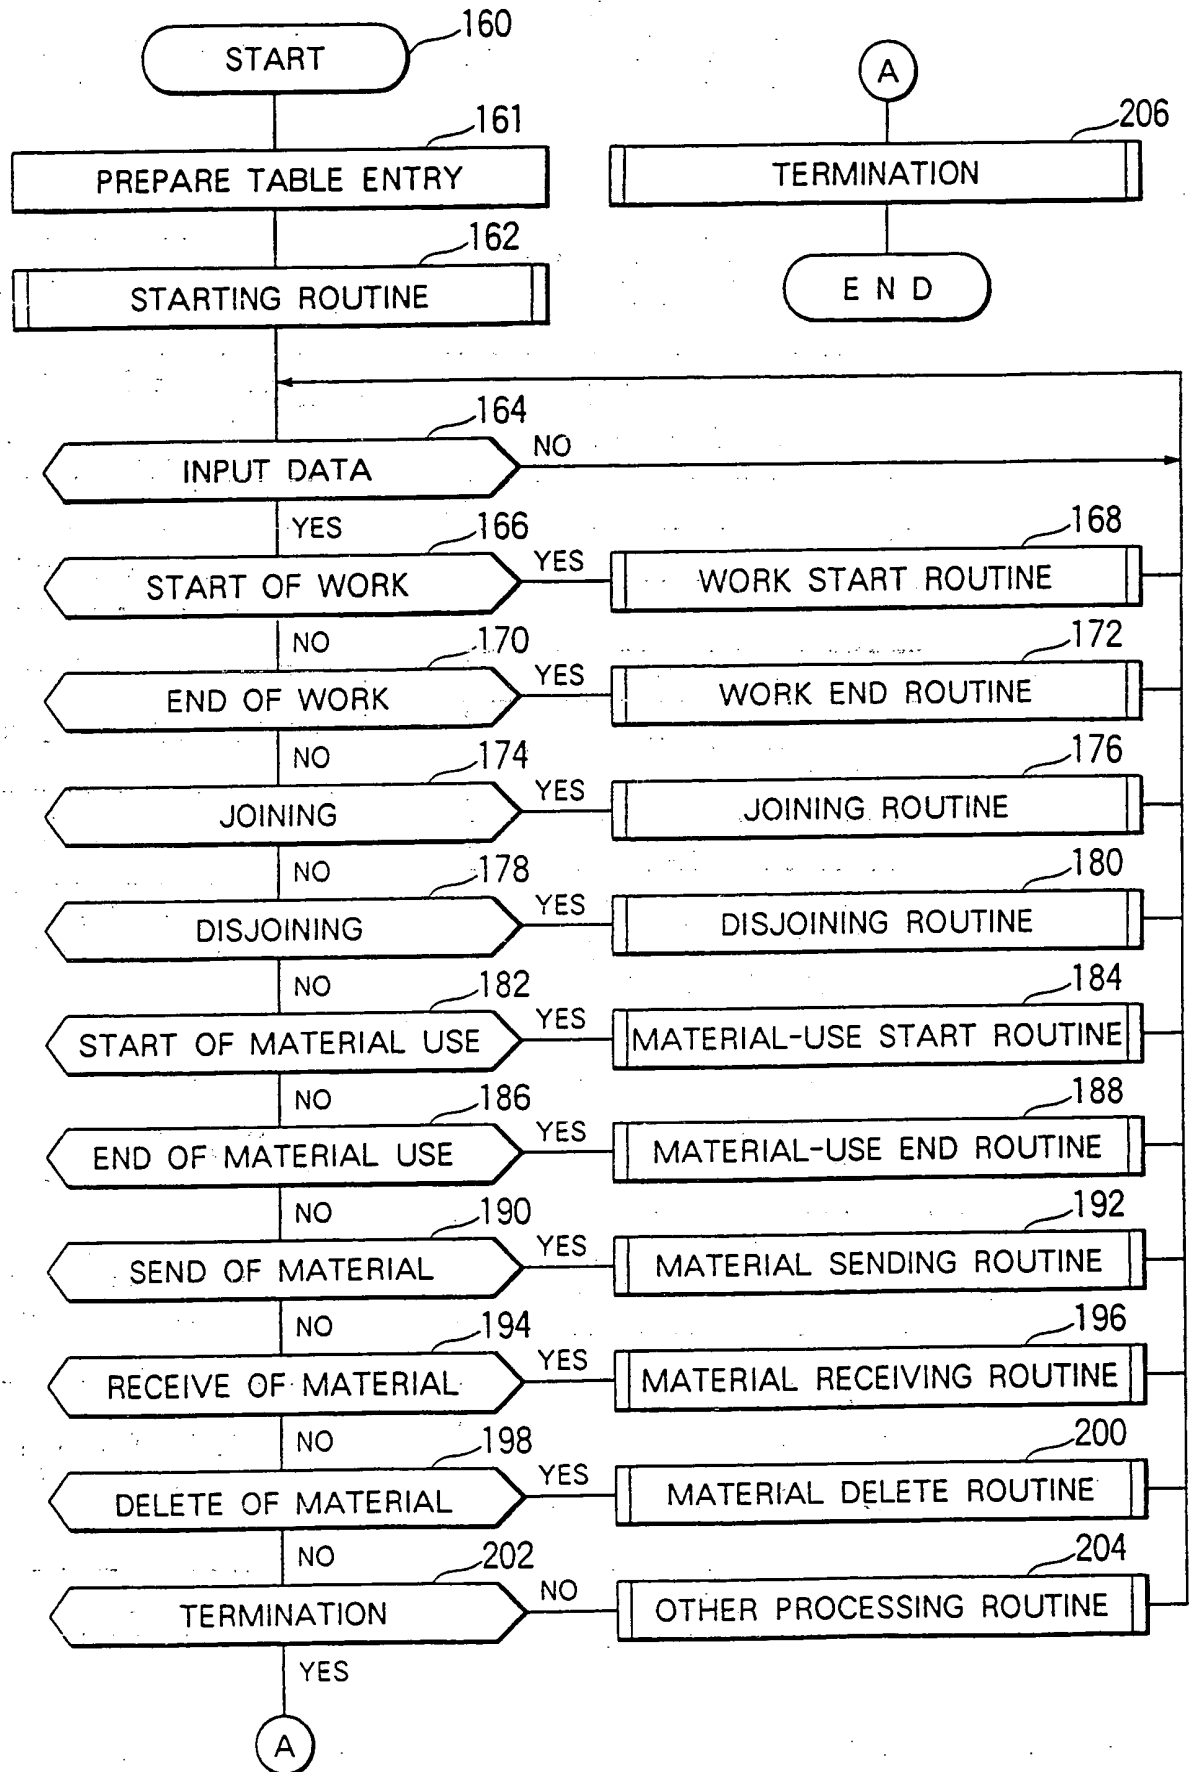 START
160
PREPARE TABLE ENTRY
161
STARTING ROUTINE
162
A
TERMINATION
206
E N D
INPUT DATA
164
NO
YES
START OF WORK
166
YES
WORK START ROUTINE
168
NO
END OF WORK
170
YES
WORK END ROUTINE
172
NO
JOINING
174
YES
JOINING ROUTINE
176
NO
DISJOINING
178
YES
DISJOINING ROUTINE
180
NO
START OF MATERIAL USE
182
YES
MATERIAL-USE START ROUTINE
184
NO
END OF MATERIAL USE
186
YES
MATERIAL-USE END ROUTINE
188
NO
SEND OF MATERIAL
190
YES
MATERIAL SENDING ROUTINE
192
NO
RECEIVE OF MATERIAL
194
YES
MATERIAL RECEIVING ROUTINE
196
NO
DELETE OF MATERIAL
198
YES
MATERIAL DELETE ROUTINE
200
NO
TERMINATION
202
NO
OTHER PROCESSING ROUTINE
204
YES
A